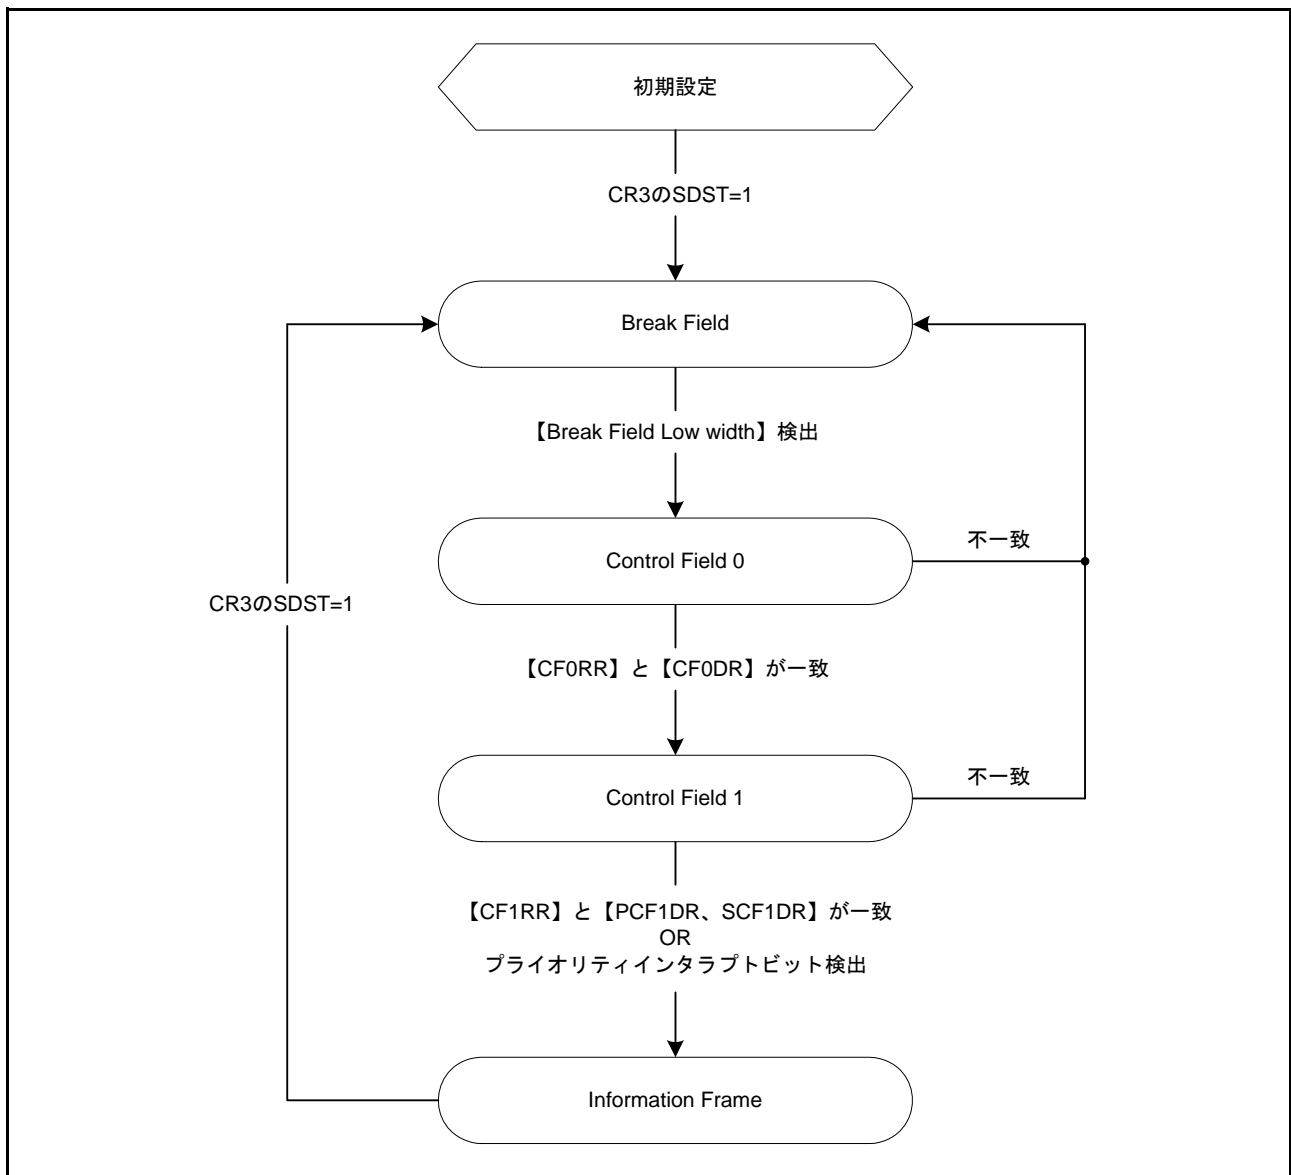 初期設定
CR3のSDST=1
Break Field
【Break Field Low width】検出
Control Field 0
不一致
CR3のSDST=1
【CF0RR】と【CF0DR】が一致
Control Field 1
不一致
【CF1RR】と【PCF1DR、SCF1DR】が一致
OR
プライオリティインタラプトビット検出
Information Frame